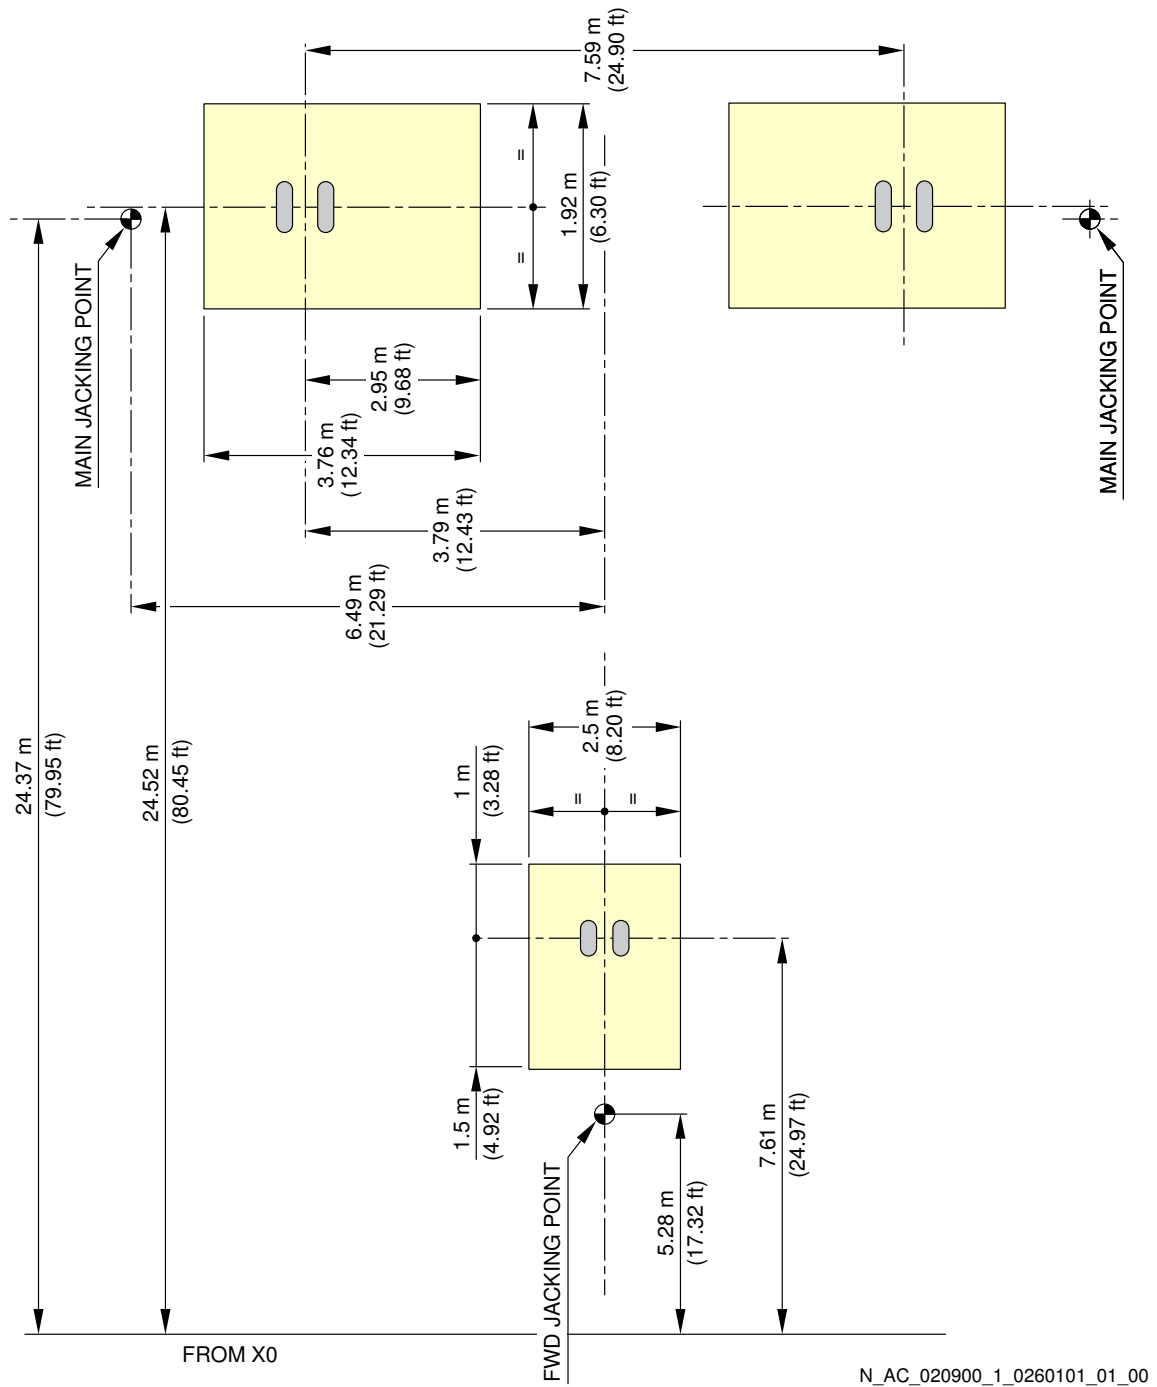 7.59 m
(24.90 ft)
=
1.92 m
(6.30 ft)
=
MAIN JACKING POINT
MAIN JACKING POINT
2.95 m
(9.68 ft)
3.76 m
(12.34 ft)
3.79 m
(12.43 ft)
6.49 m
(21.29 ft)
24.37 m
(79.95 ft)
24.52 m
(80.45 ft)
2.5 m
(8.20 ft)
1 m
(3.28 ft)
= =
1.5 m
(4.92 ft)
7.61 m
(24.97 ft)
5.28 m
(17.32 ft)
FWD JACKING POINT
FROM X0
N_AC_020900_1_0260101_01_00